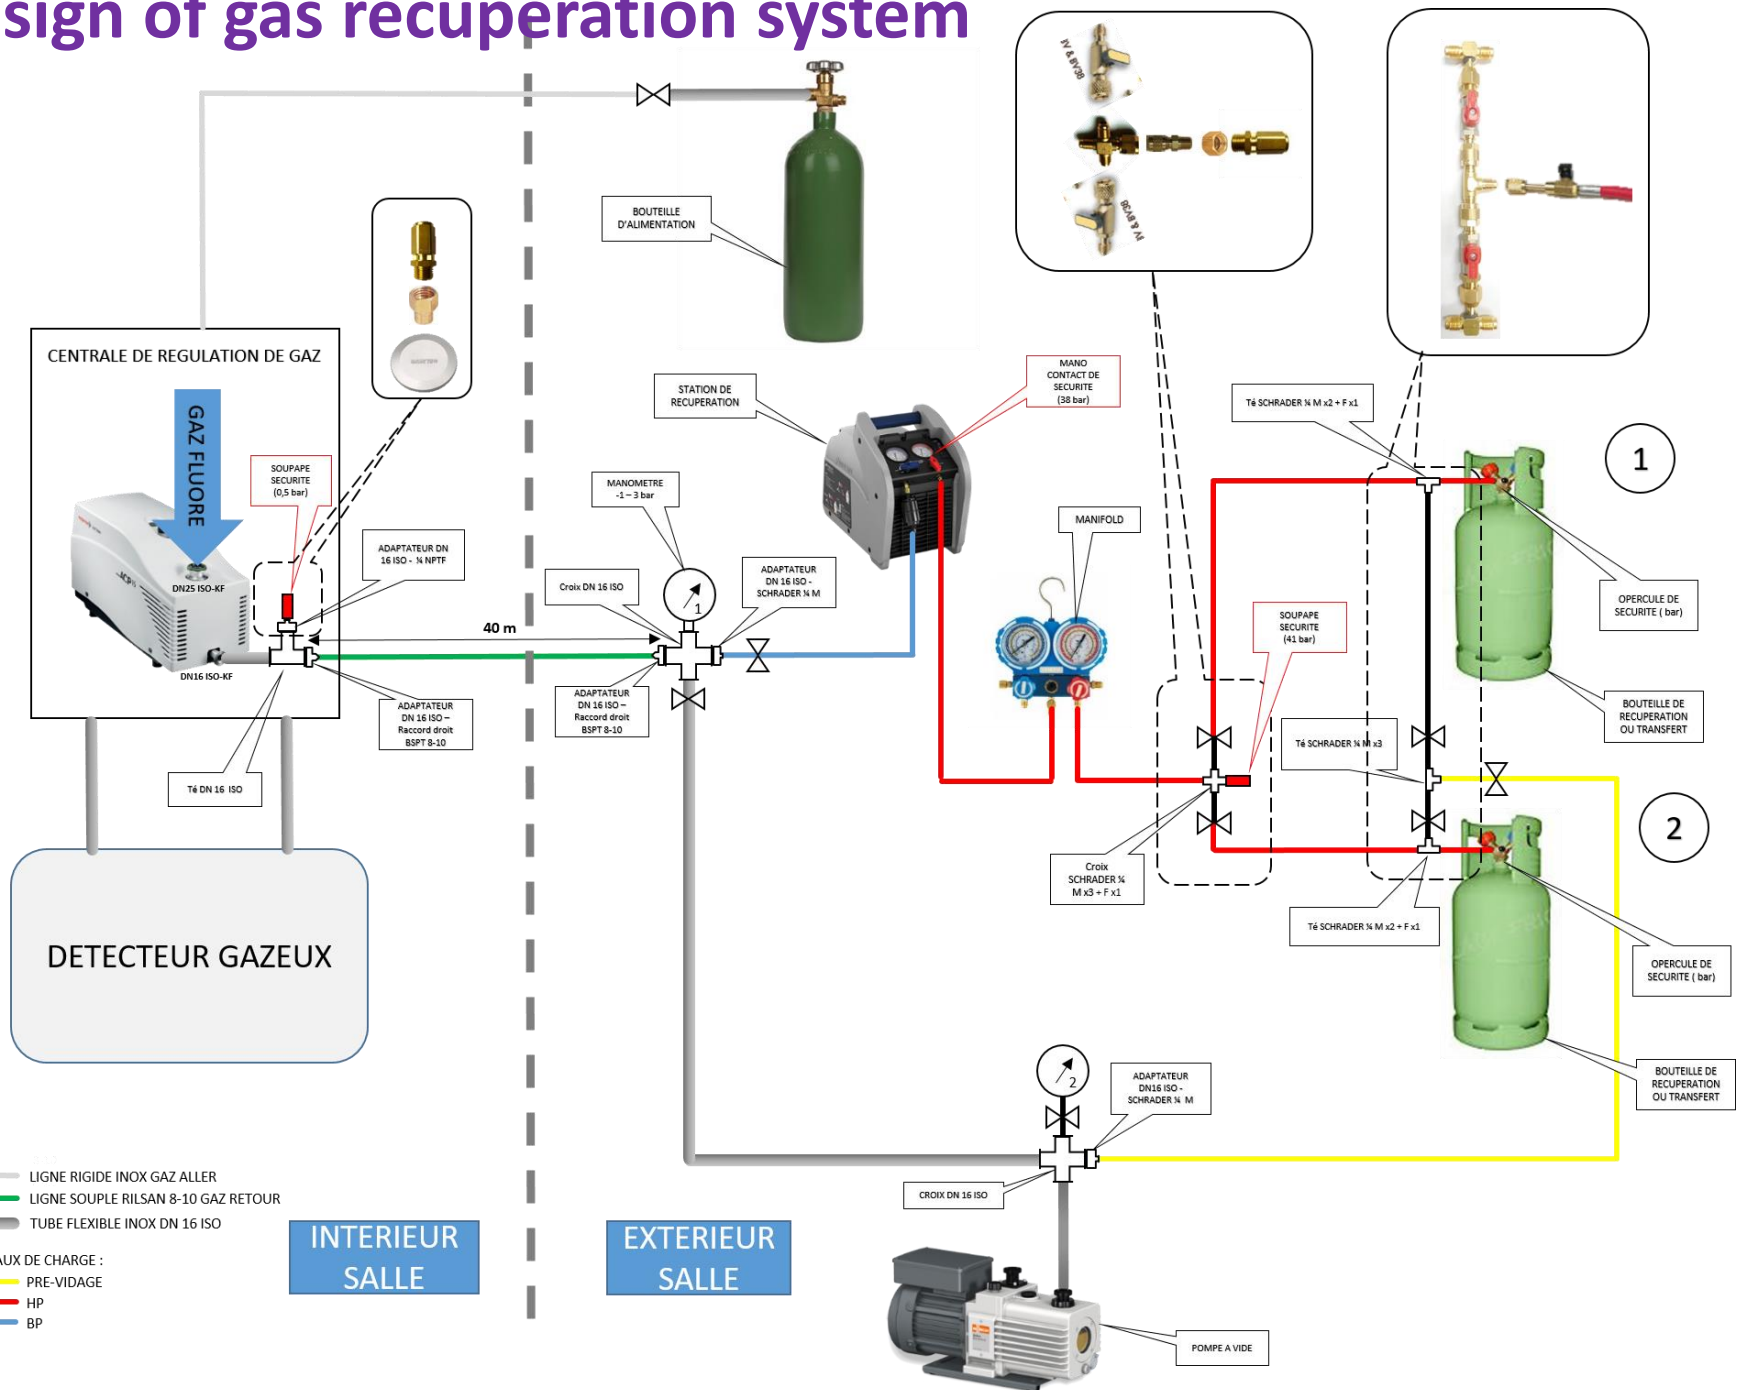 sign of gas recuperation system
BOUTEILLE
D'ALIMENTATION
CENTRALE DE REGULATION DE GAZ
GAZ FLUORE
SOUPAPE
SECURITE
(0,5 bar)
DN25 ISO-KF
DN16 ISO-KF
ADAPTATEUR DN
16 ISO - ¼ NPTF
40 m
ADAPTATEUR
DN 16 ISO –
Raccord droit
BSPT 8-10
Té DN 16 ISO
DETECTEUR GAZEUX
STATION DE
RECUPERATION
MANO
CONTACT DE
SECURITE
(38 bar)
MANOMETRE
-1 – 3 bar
Croix DN 16 ISO
1
ADAPTATEUR
DN 16 ISO -
SCHRADER ¼ M
ADAPTATEUR
DN 16 ISO –
Raccord droit
BSPT 8-10
MANIFOLD
IV & BV38
IV & BV38
SOUPAPE
SECURITE
(41 bar)
Croix
SCHRADER ¼
M x3 + F x1
Té SCHRADER ¼ M x2 + F x1
Té SCHRADER ¼ M x3
Té SCHRADER ¼ M x2 + F x1
1
OPERCULE DE
SECURITE ( bar)
BOUTEILLE DE
RECUPERATION
OU TRANSFERT
2
OPERCULE DE
SECURITE ( bar)
BOUTEILLE DE
RECUPERATION
OU TRANSFERT
2
ADAPTATEUR
DN16 ISO -
SCHRADER ¼ M
CROIX DN 16 ISO
POMPE A VIDE
LIGNE RIGIDE INOX GAZ ALLER
LIGNE SOUPLE RILSAN 8-10 GAZ RETOUR
TUBE FLEXIBLE INOX DN 16 ISO
AUX DE CHARGE :
PRE-VIDAGE
HP
BP
INTERIEUR
SALLE
EXTERIEUR
SALLE